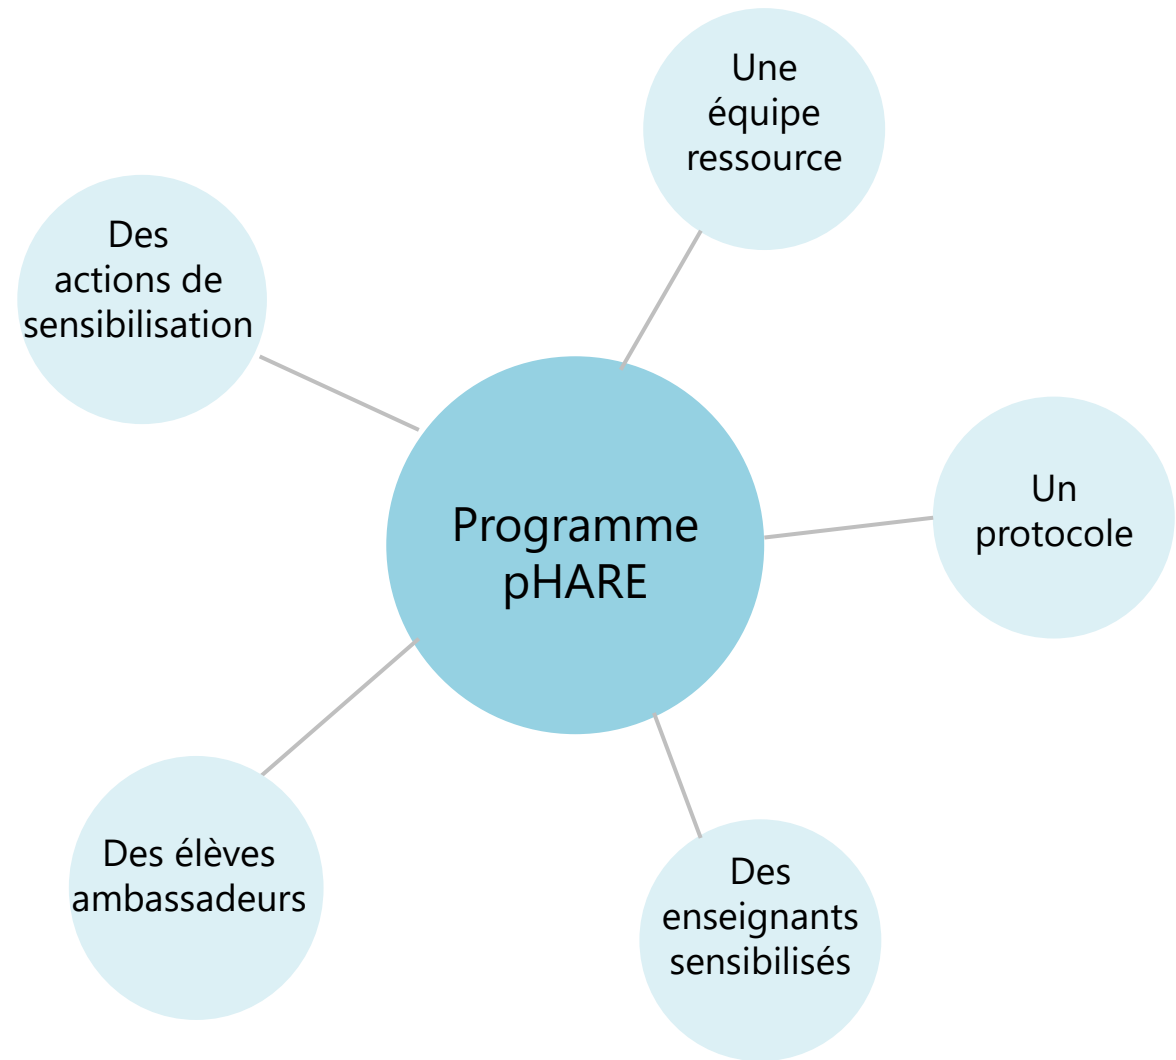 Une
équipe
ressource
Des
actions de
sensibilisation
Un
protocole
Programme
pHARE
Des élèves
ambassadeurs
Des
enseignants
sensibilisés